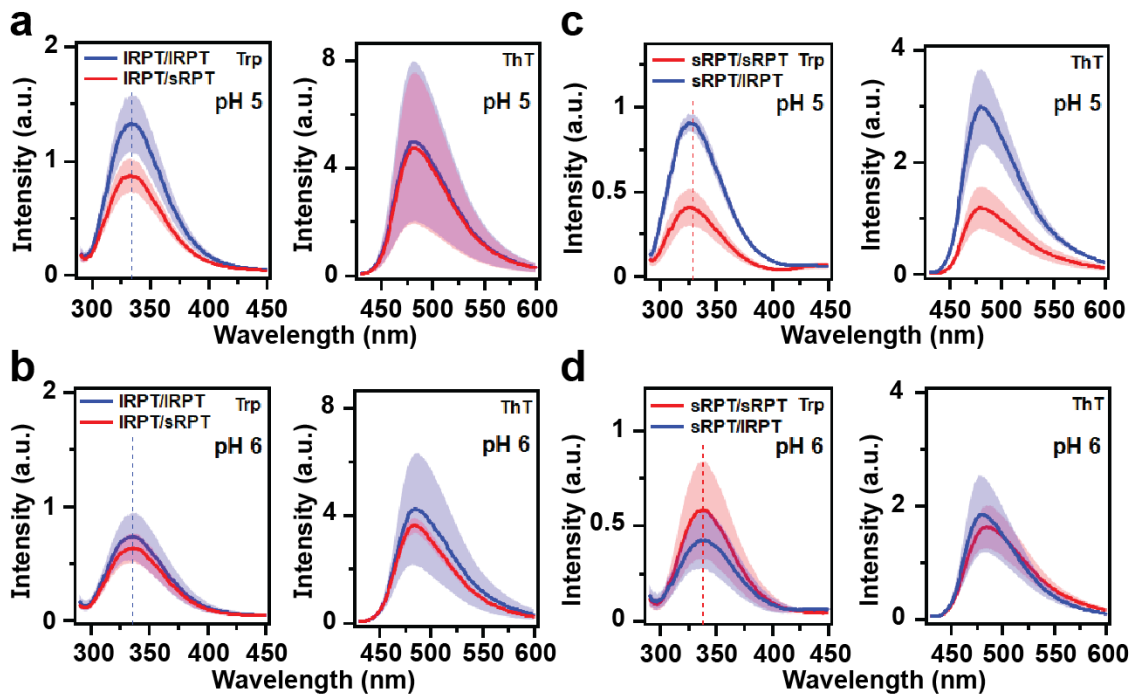 a
2
1
0
lRPT/lRPT Trp
lRPT/sRPT
pH 5
300 350 400 450
Intensity (a.u.)
8
4
0
ThT
pH 5
450 500 550 600
Intensity (a.u.)
Wavelength (nm)
b
2
1
0
lRPT/lRPT Trp
lRPT/sRPT
pH 6
300 350 400 450
Intensity (a.u.)
8
4
0
ThT
pH 6
450 500 550 600
Intensity (a.u.)
Wavelength (nm)
c
1
0.5
0
sRPT/sRPT Trp
sRPT/lRPT
pH 5
300 350 400 450
Intensity (a.u.)
4
2
0
ThT
pH 5
450 500 550 600
Intensity (a.u.)
Wavelength (nm)
d
1
0.5
0
sRPT/sRPT Trp
sRPT/lRPT
pH 6
300 350 400 450
Intensity (a.u.)
4
2
0
ThT
pH 6
450 500 550 600
Intensity (a.u.)
Wavelength (nm)